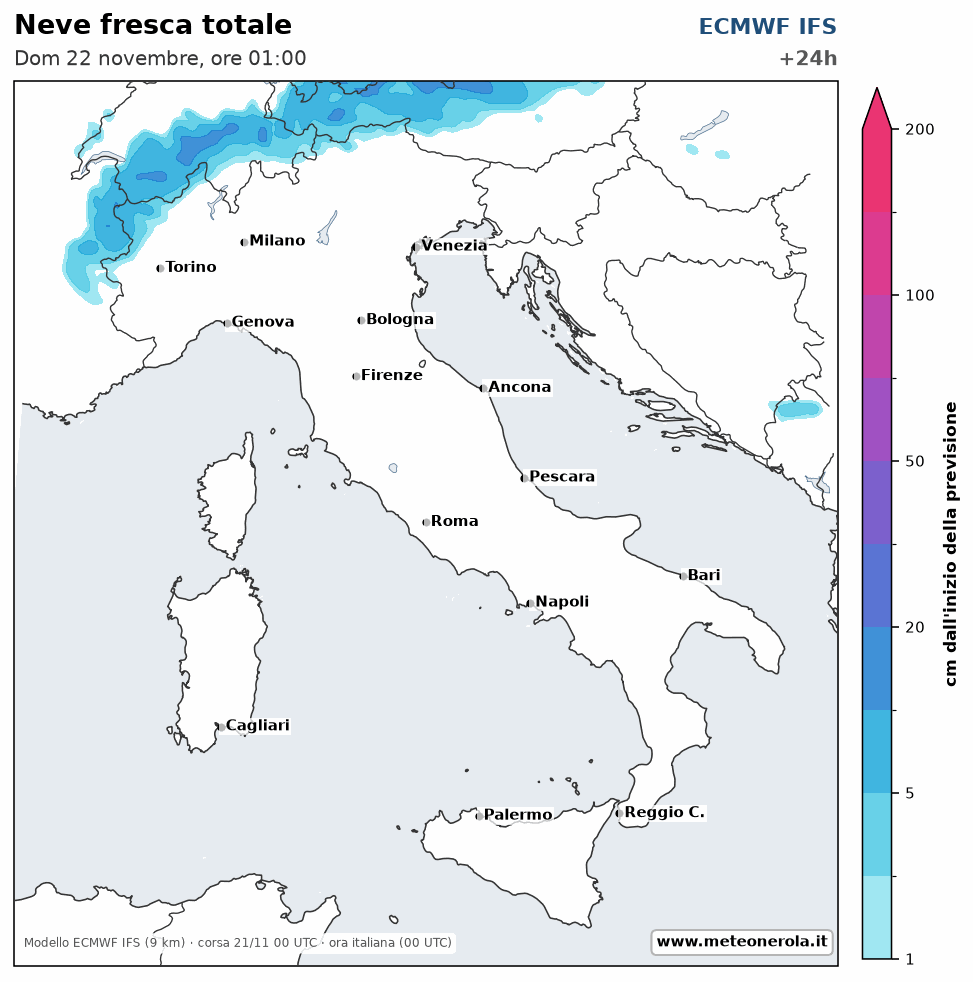 Neve fresca totale
ECMWF IFS
Dom 22 novembre, ore 01:00
+24h
200
100
50
20
5
1
cm dall'inizio della previsione
Milano
Venezia
Torino
Genova
Bologna
Firenze
Ancona
Pescara
Roma
Bari
Napoli
Cagliari
Palermo
Reggio C.
Modello ECMWF IFS (9 km) · corsa 21/11 00 UTC · ora italiana (00 UTC)
www.meteonerola.it